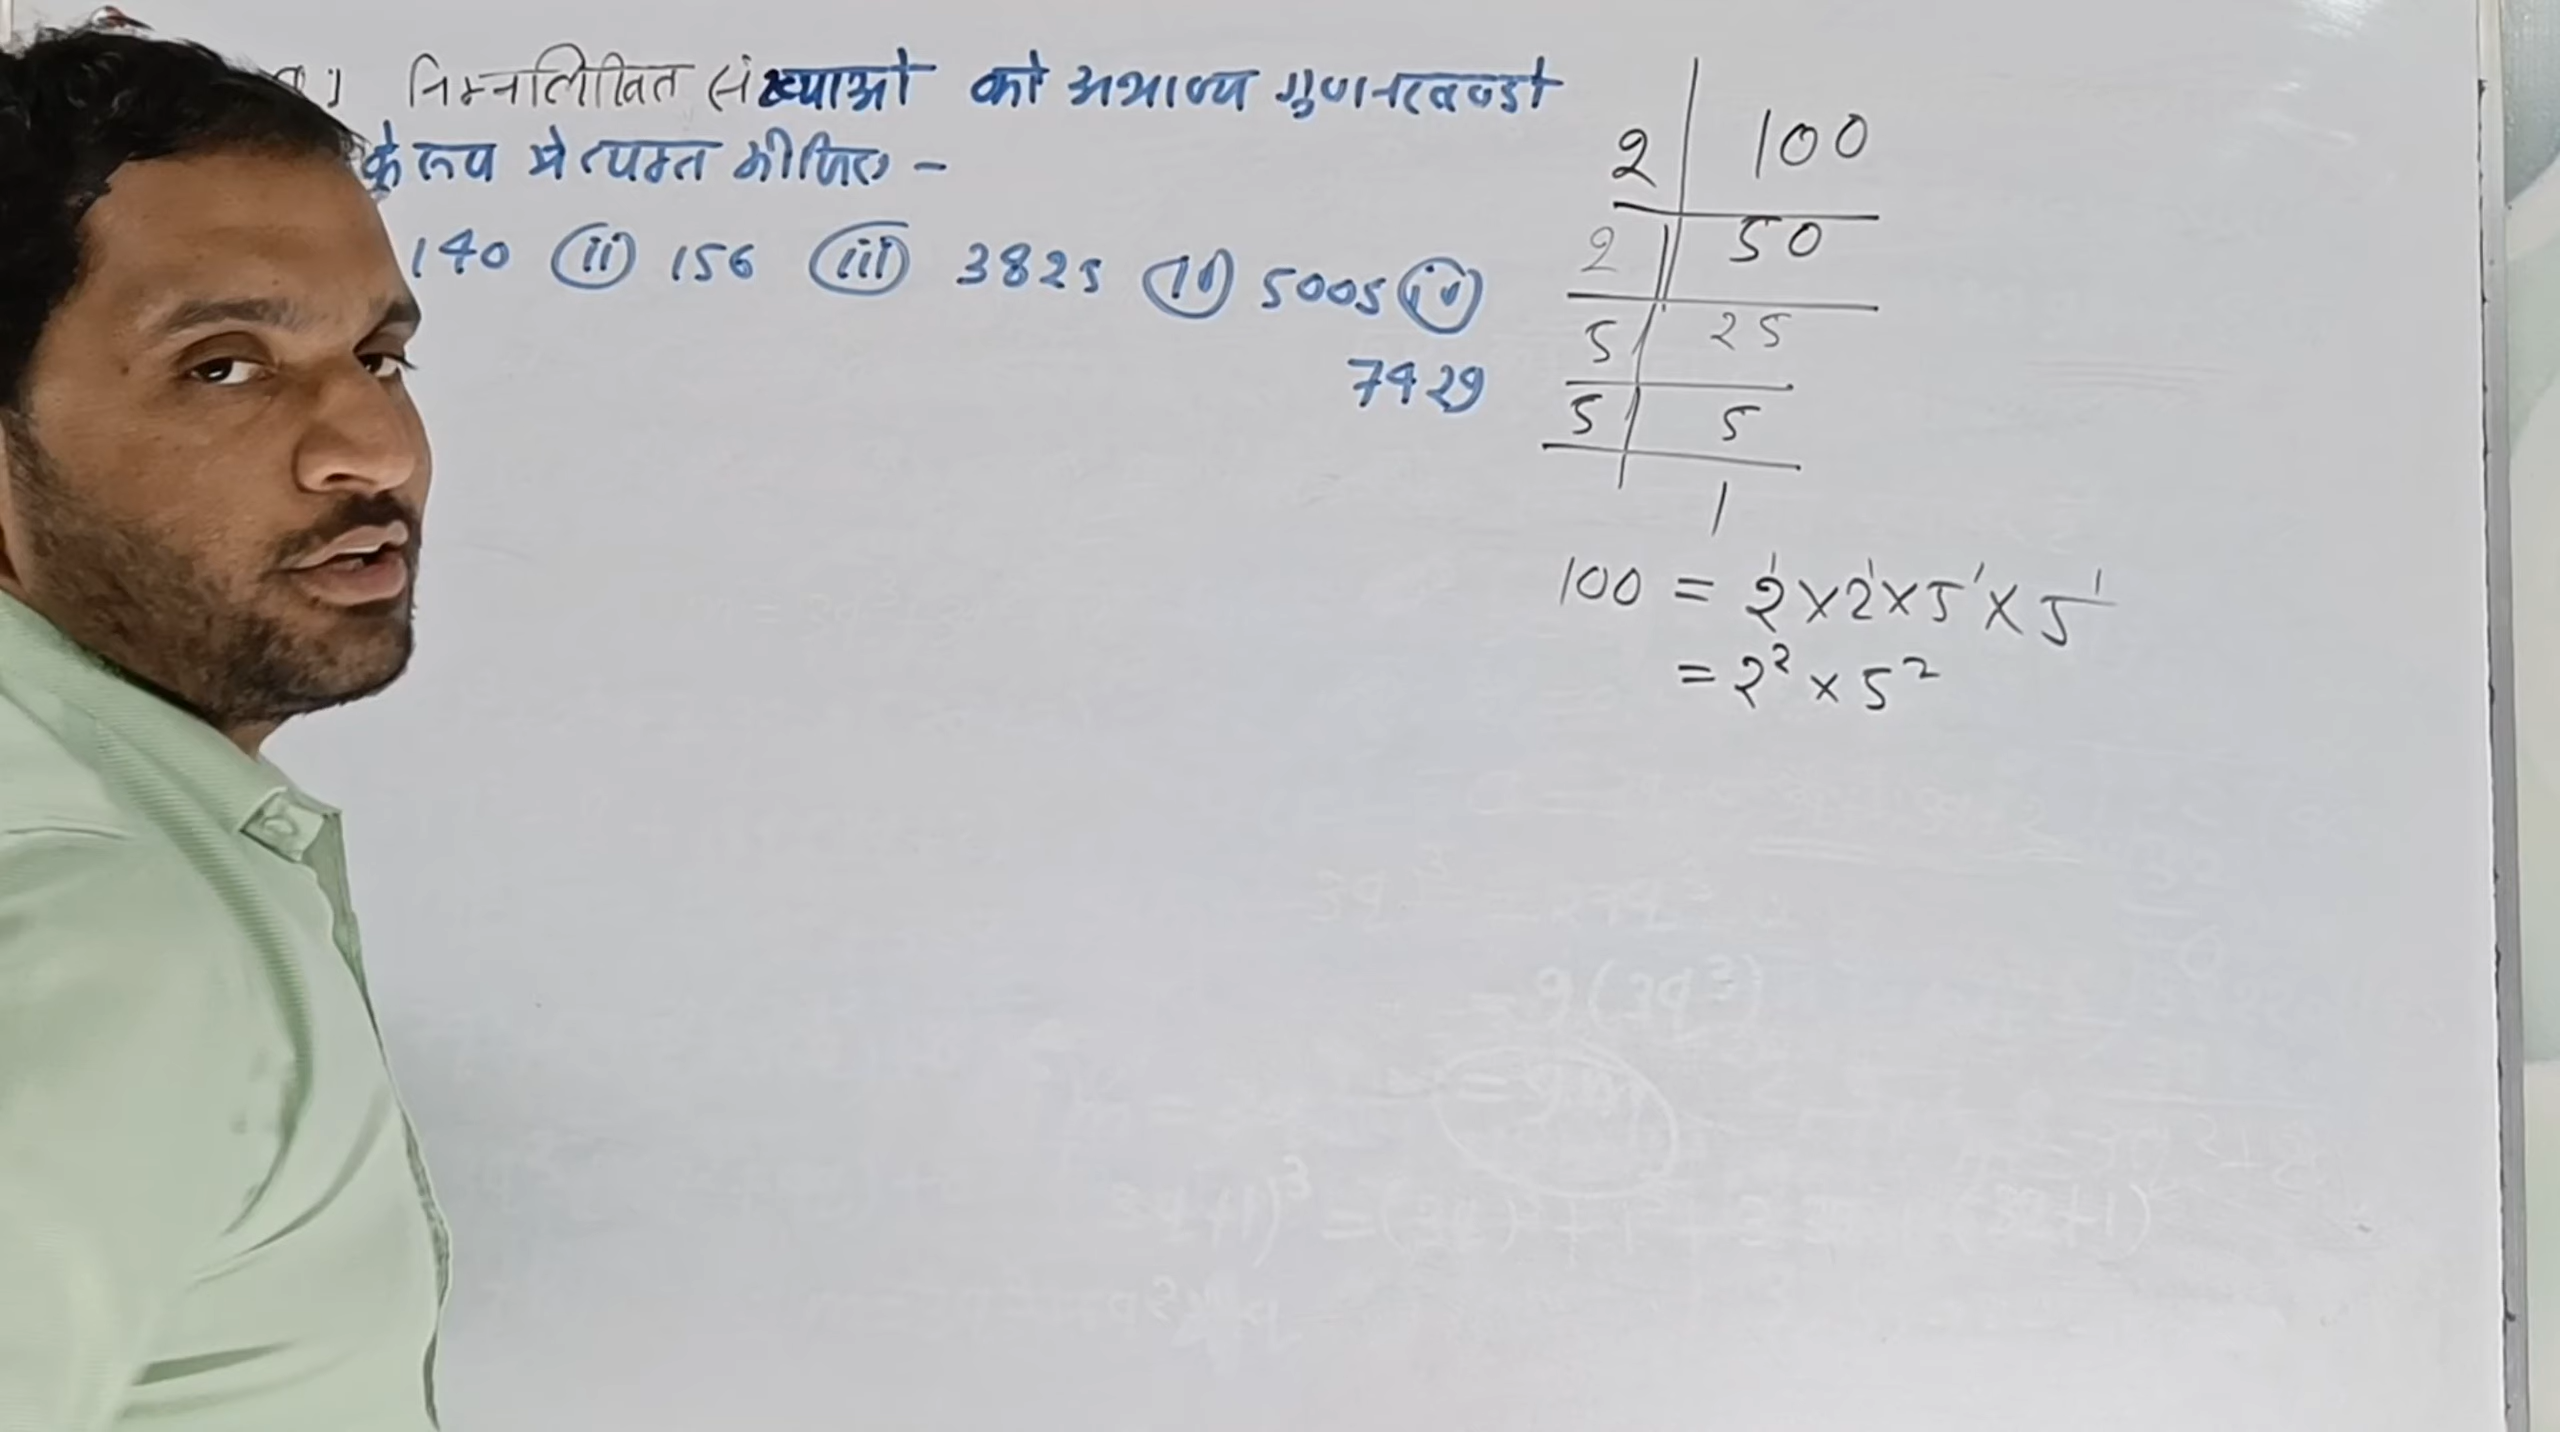 निम्नलिखित संख्याओ को अभाज्य गुणनखण्डो
के रूप मे व्यक्त कीजिए -
140 (ii) 156 (iii) 3825 (iv) 5005 (iv)
7429
2 | 100
2 | 50
5 | 25
5 | 5
1
100 = 2¹ × 2¹ × 5¹ × 5¹
= 2² × 5²